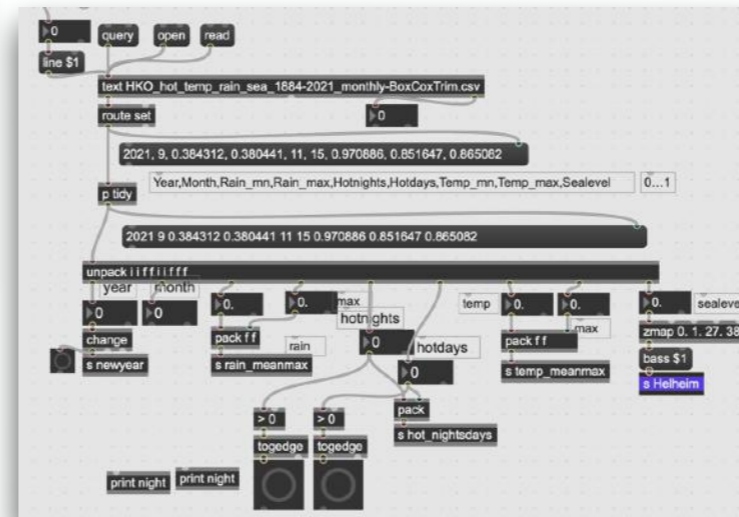 0
query
open
read
line $1
text HKO_hot_temp_rain_sea_1884-2021_monthly-BoxCoxTrim.csv
route set
0
2021, 9, 0.384312, 0.380441, 11, 15, 0.970886, 0.851647, 0.865082
p tidy
Year,Month,Rain_mn,Rain_max,Hotnights,Hotdays,Temp_mn,Temp_max,Sealevel
0...1
2021 9 0.384312 0.380441 11 15 0.970886 0.851647 0.865082
unpack i i f f i i f f f
year
month
0
0
0.
0.
max
hotnights
temp
0.
0.
max
0.
sealeve
change
pack f f
rain
0
hotdays
pack f f
zmap 0. 1. 27. 38
s newyear
s rain_meanmax
0
s temp_meanmax
bass $1
s Helheim
> 0
> 0
pack
togedge
togedge
s hot_nightsdays
print night
print night